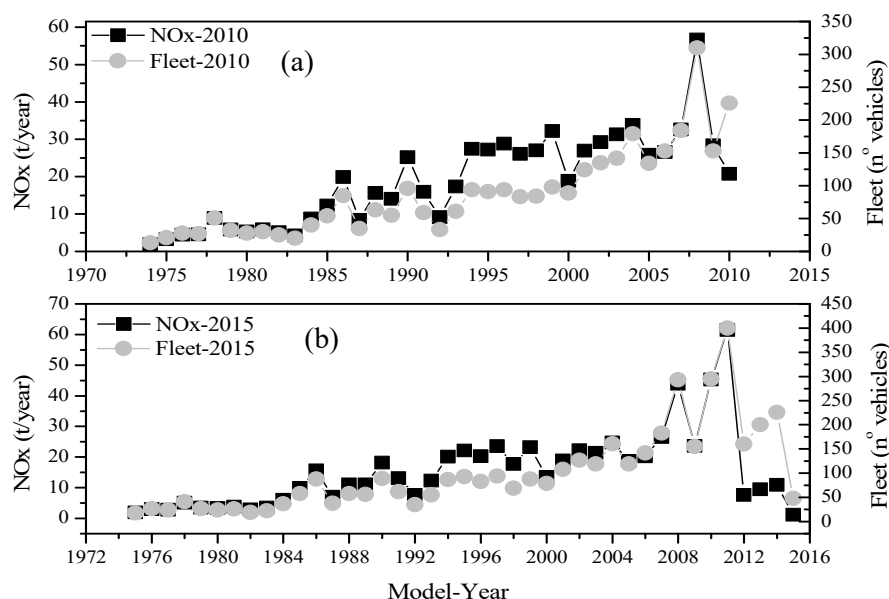 NOx-2010
Fleet-2010
(a)
NOx (t/year)
60
50
40
30
20
10
0
350
300
250
200
150
100
50
0
Fleet (nº vehicles)
1970 1975 1980 1985 1990 1995 2000 2005 2010 2015
NOx-2015
Fleet-2015
(b)
NOx (t/year)
70
60
50
40
30
20
10
0
450
400
350
300
250
200
150
100
50
0
Fleet (nº vehicles)
1972 1976 1980 1984 1988 1992 1996 2000 2004 2008 2012 2016
Model-Year